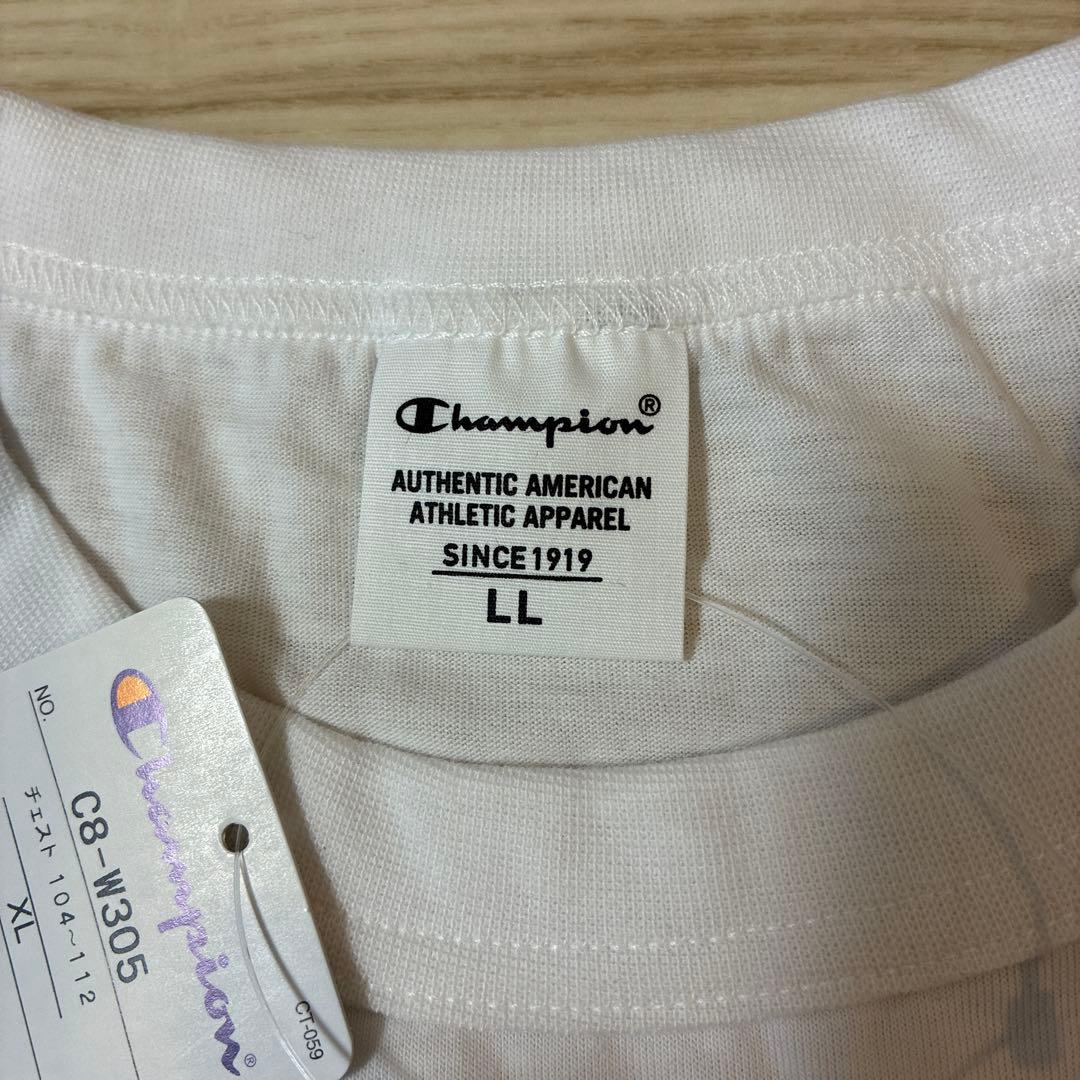 Champion®
AUTHENTIC AMERICAN
ATHLETIC APPAREL
SINCE 1919
LL
Champion®
NO.
C8-W305
チェスト 104~112
XL
CT-059